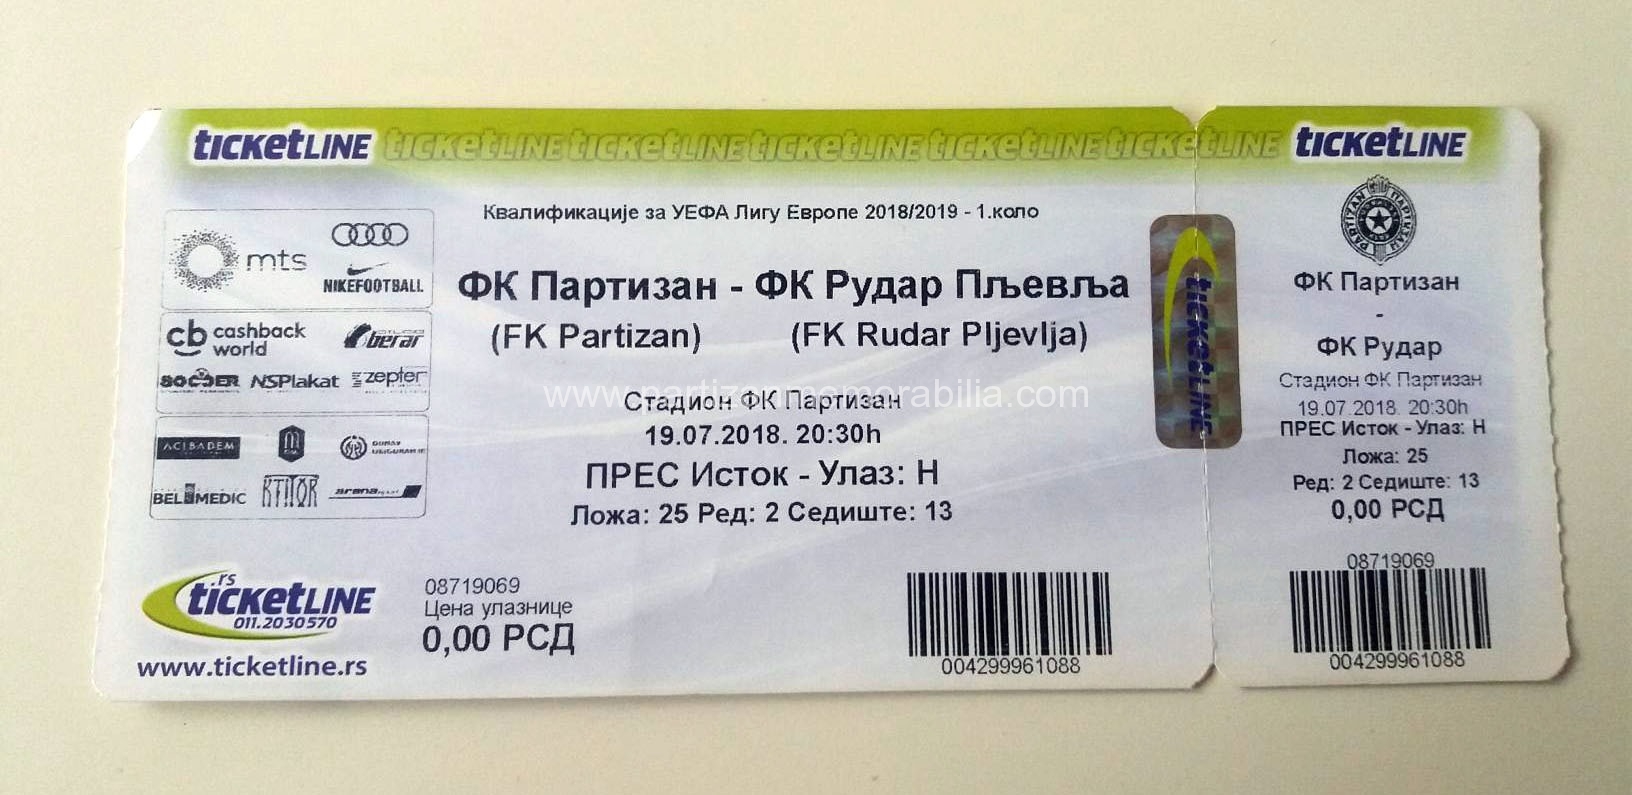 ticketLINE ticketLINE ticketLINE ticketLINE ticketLINE ticketLINE ticketLINE
Квалификације за УЕФА Лигу Европе 2018/2019 - 1.коло
mts
NIKEFOOTBALL
cashback
world
berar
SOCCER NSPlakat zepter
ACIBADEM
BELMEDIC KTITOR arena
ФК Партизан - ФК Рудар Пљевља
(FK Partizan) (FK Rudar Pljevlja)
www.partizanmemorabilia.com
Стадион ФК Партизан
19.07.2018. 20:30h
ПРЕС Исток - Улаз: Н
Ложа: 25 Ред: 2 Седиште: 13
.rs
ticketLINE
011.2030570
www.ticketline.rs
08719069
Цена улазнице
0,00 РСД
004299961088
ticketLINE
ticketLINE
PARTIZAN ПАРТИЗАН
ФК Партизан
-
ФК Рудар
Стадион ФК Партизан
19.07.2018. 20:30h
ПРЕС Исток - Улаз: Н
Ложа: 25
Ред: 2 Седиште: 13
0,00 РСД
08719069
004299961088